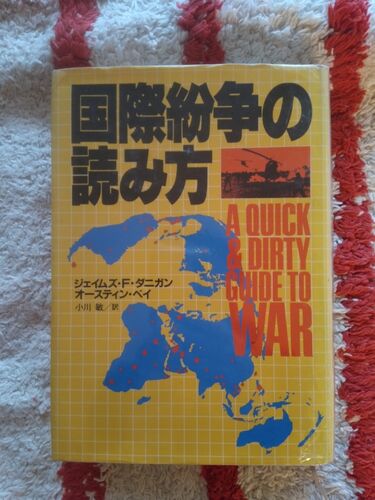 国際紛争の
読み方
A QUICK
& DIRTY
GUIDE TO
WAR
ジェイムズ・F・ダニガン
オースティン・ベイ
小川 敏/訳